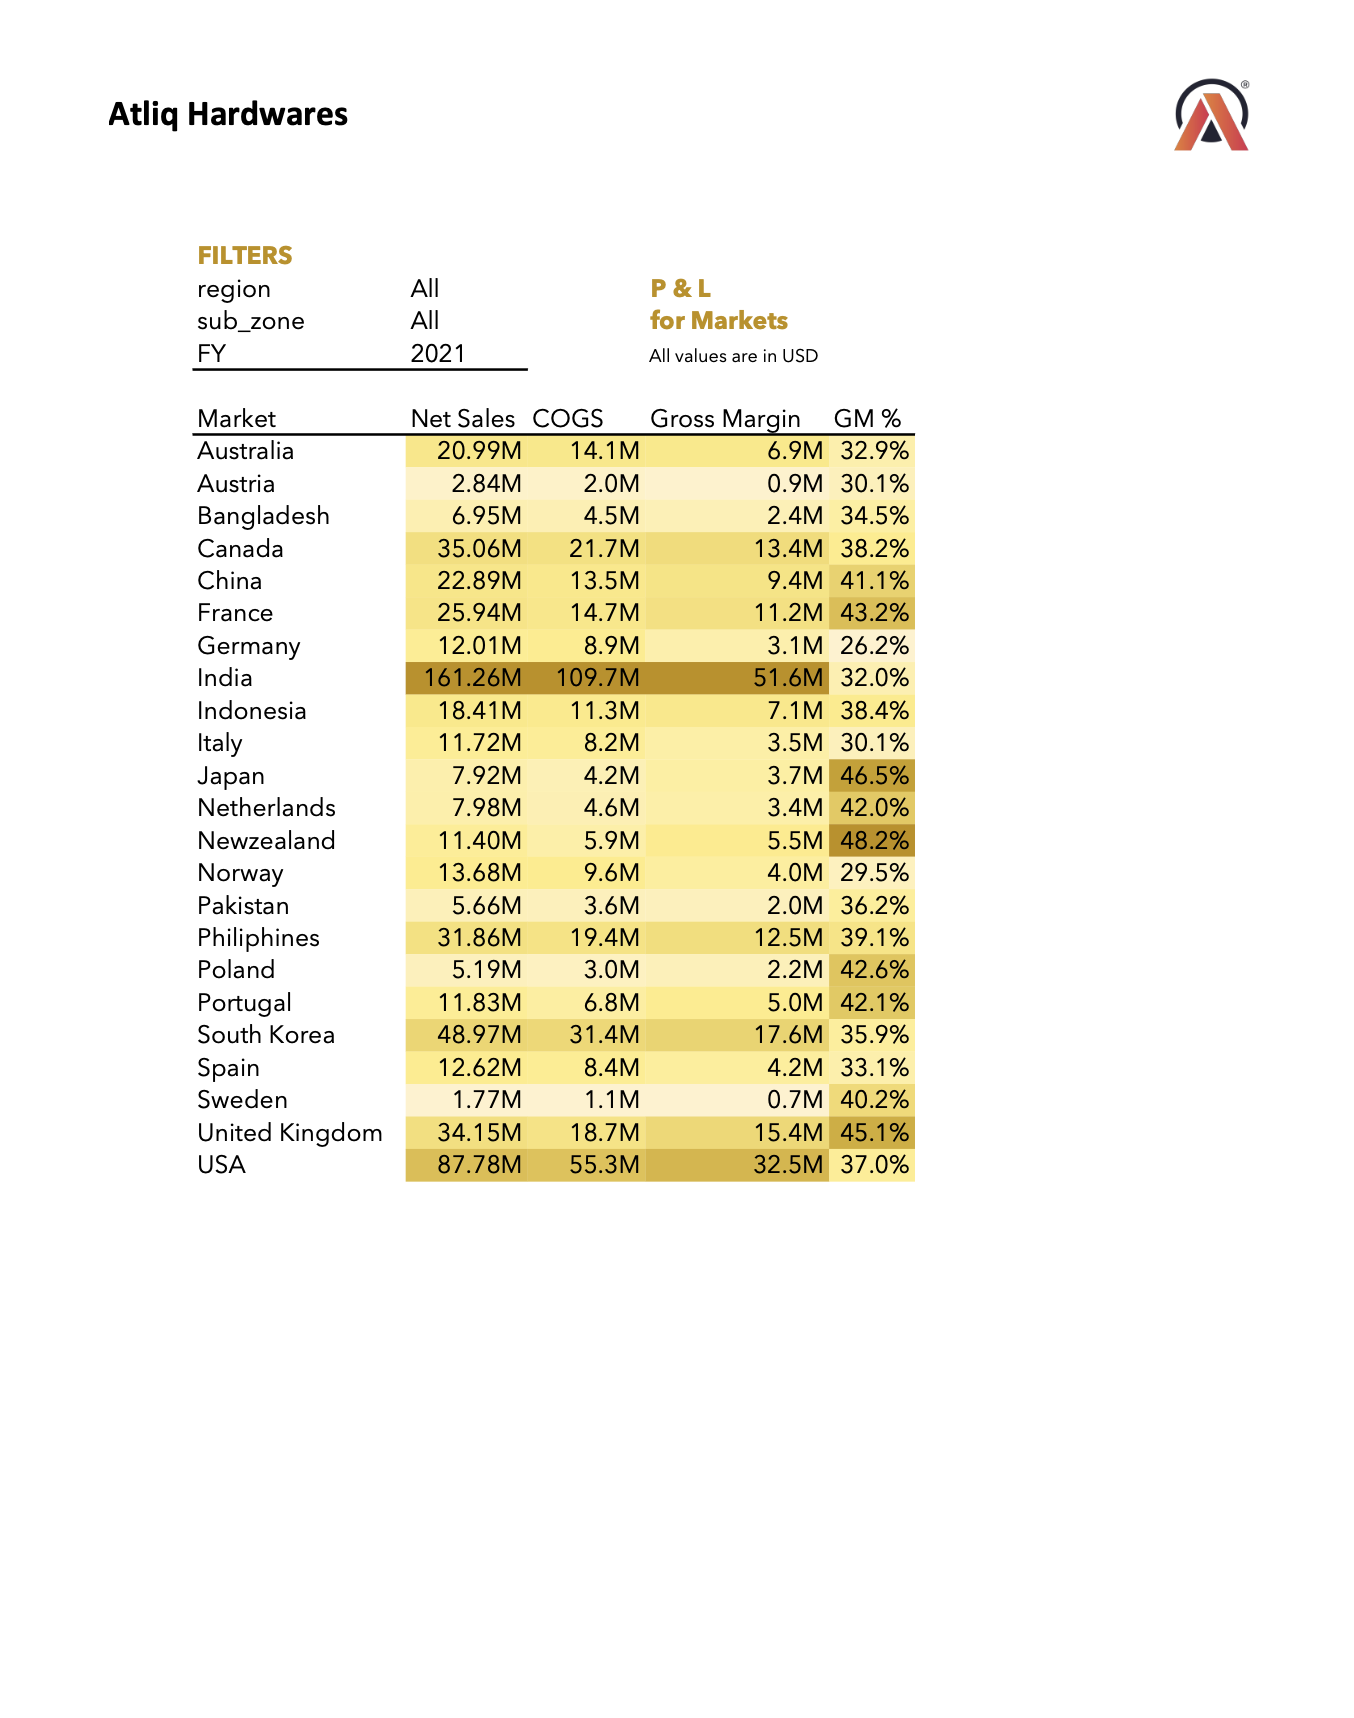 Atliq Hardwares
®
FILTERS
region All P & L
sub_zone All for Markets
FY 2021 All values are in USD
Market Net Sales COGS Gross Margin GM %
Australia 20.99M 14.1M 6.9M 32.9%
Austria 2.84M 2.0M 0.9M 30.1%
Bangladesh 6.95M 4.5M 2.4M 34.5%
Canada 35.06M 21.7M 13.4M 38.2%
China 22.89M 13.5M 9.4M 41.1%
France 25.94M 14.7M 11.2M 43.2%
Germany 12.01M 8.9M 3.1M 26.2%
India 161.26M 109.7M 51.6M 32.0%
Indonesia 18.41M 11.3M 7.1M 38.4%
Italy 11.72M 8.2M 3.5M 30.1%
Japan 7.92M 4.2M 3.7M 46.5%
Netherlands 7.98M 4.6M 3.4M 42.0%
Newzealand 11.40M 5.9M 5.5M 48.2%
Norway 13.68M 9.6M 4.0M 29.5%
Pakistan 5.66M 3.6M 2.0M 36.2%
Philiphines 31.86M 19.4M 12.5M 39.1%
Poland 5.19M 3.0M 2.2M 42.6%
Portugal 11.83M 6.8M 5.0M 42.1%
South Korea 48.97M 31.4M 17.6M 35.9%
Spain 12.62M 8.4M 4.2M 33.1%
Sweden 1.77M 1.1M 0.7M 40.2%
United Kingdom 34.15M 18.7M 15.4M 45.1%
USA 87.78M 55.3M 32.5M 37.0%